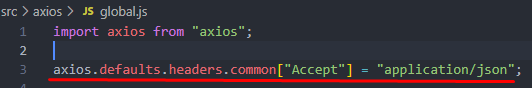 src > axios > JS global.js
1 import axios from "axios";
2
3 axios.defaults.headers.common["Accept"] = "application/json";